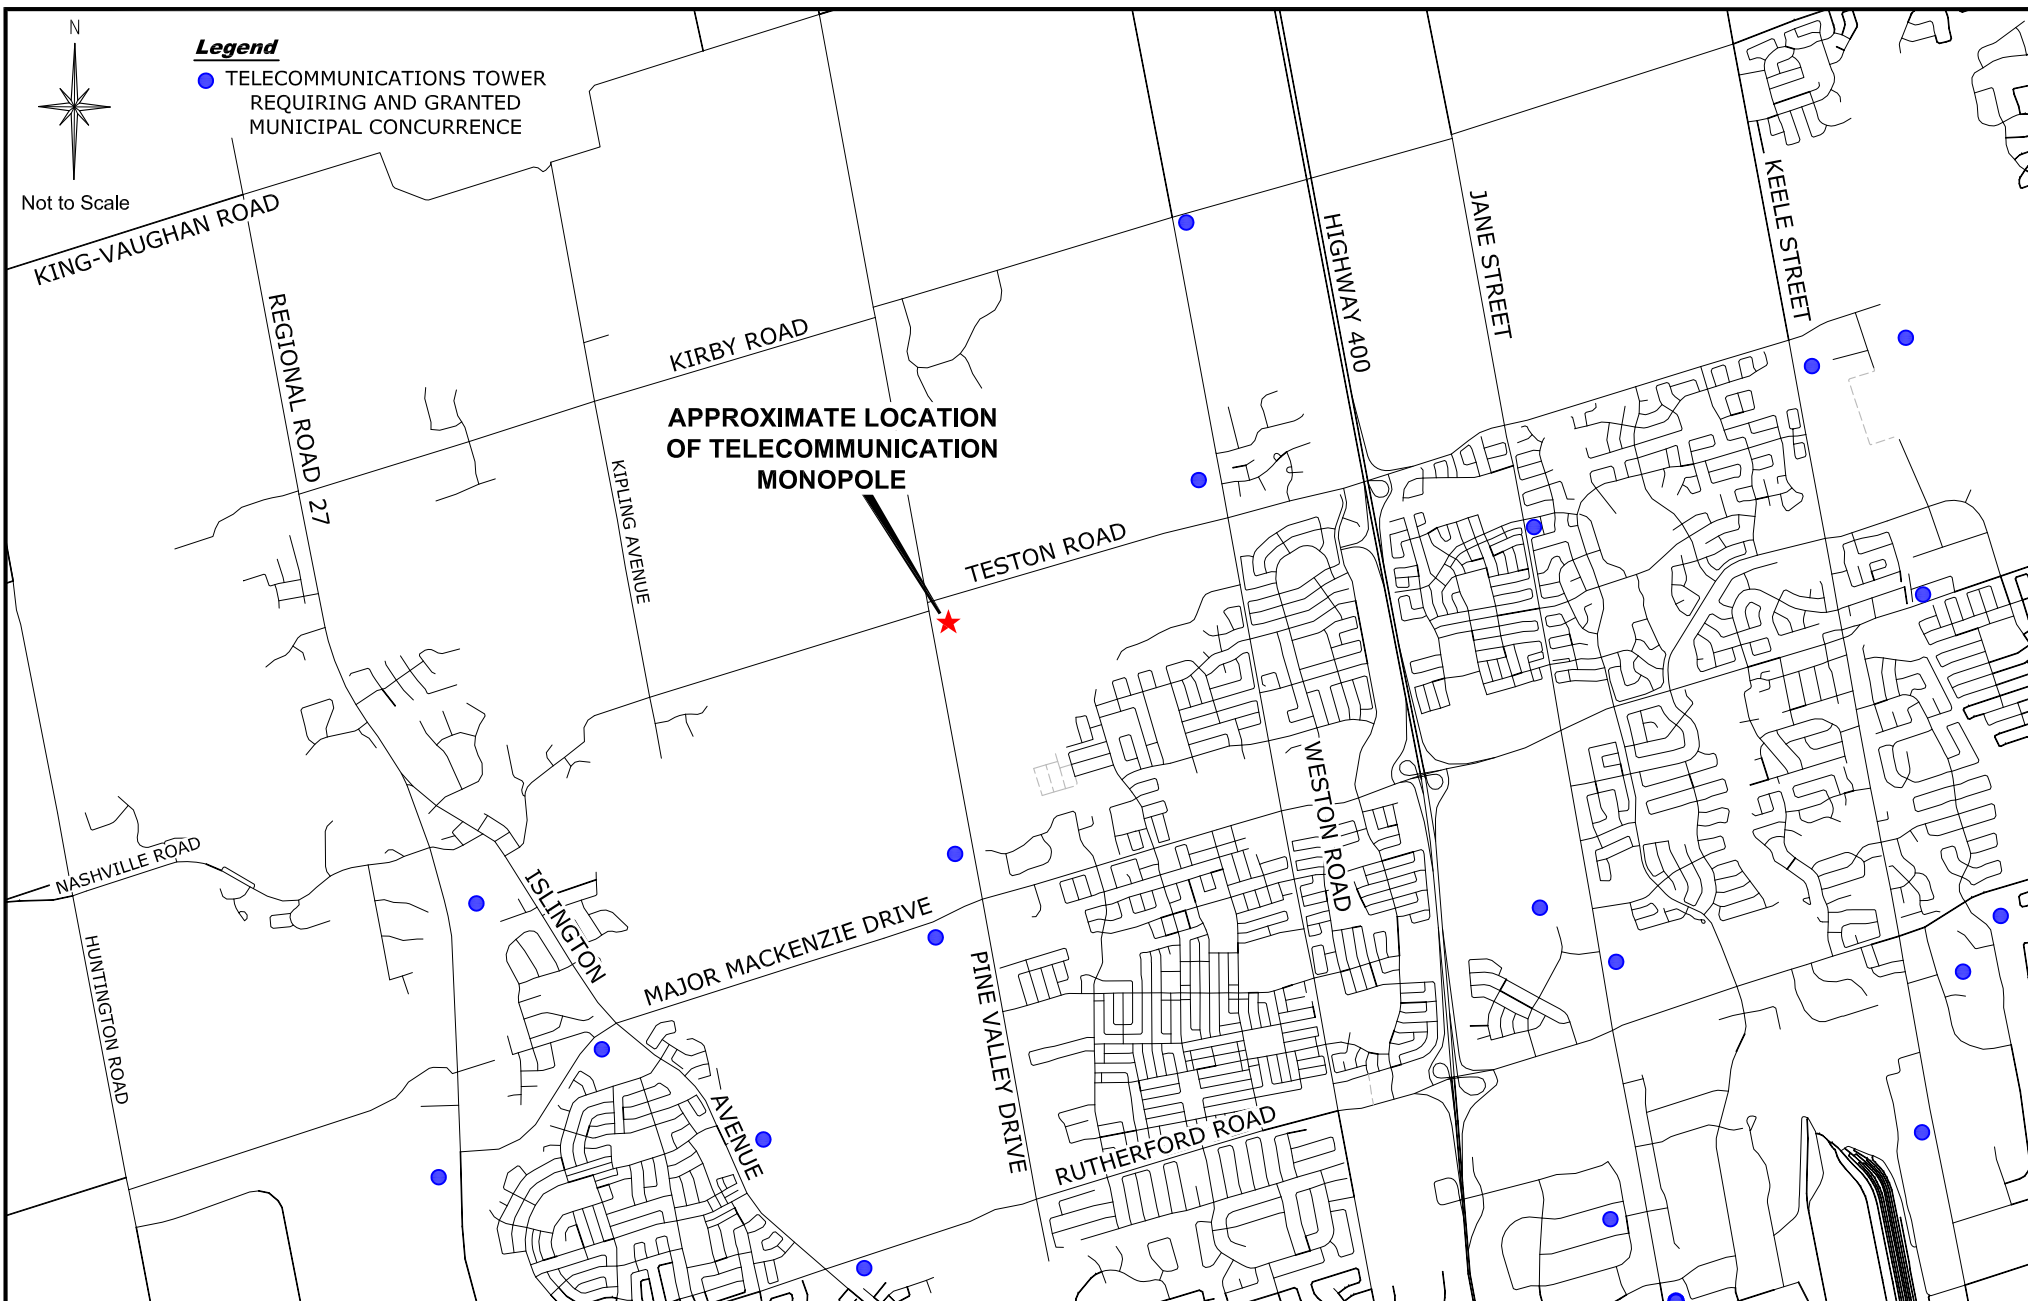 N
Not to Scale
Legend
TELECOMMUNICATIONS TOWER
REQUIRING AND GRANTED
MUNICIPAL CONCURRENCE
KING-VAUGHAN ROAD
REGIONAL ROAD 27
KIRBY ROAD
KIPLING AVENUE
HIGHWAY 400
JANE STREET
KEELE STREET
APPROXIMATE LOCATION
OF TELECOMMUNICATION
MONOPOLE
TESTON ROAD
WESTON ROAD
NASHVILLE ROAD
HUNTINGTON ROAD
ISLINGTON
AVENUE
MAJOR MACKENZIE DRIVE
PINE VALLEY DRIVE
RUTHERFORD ROAD